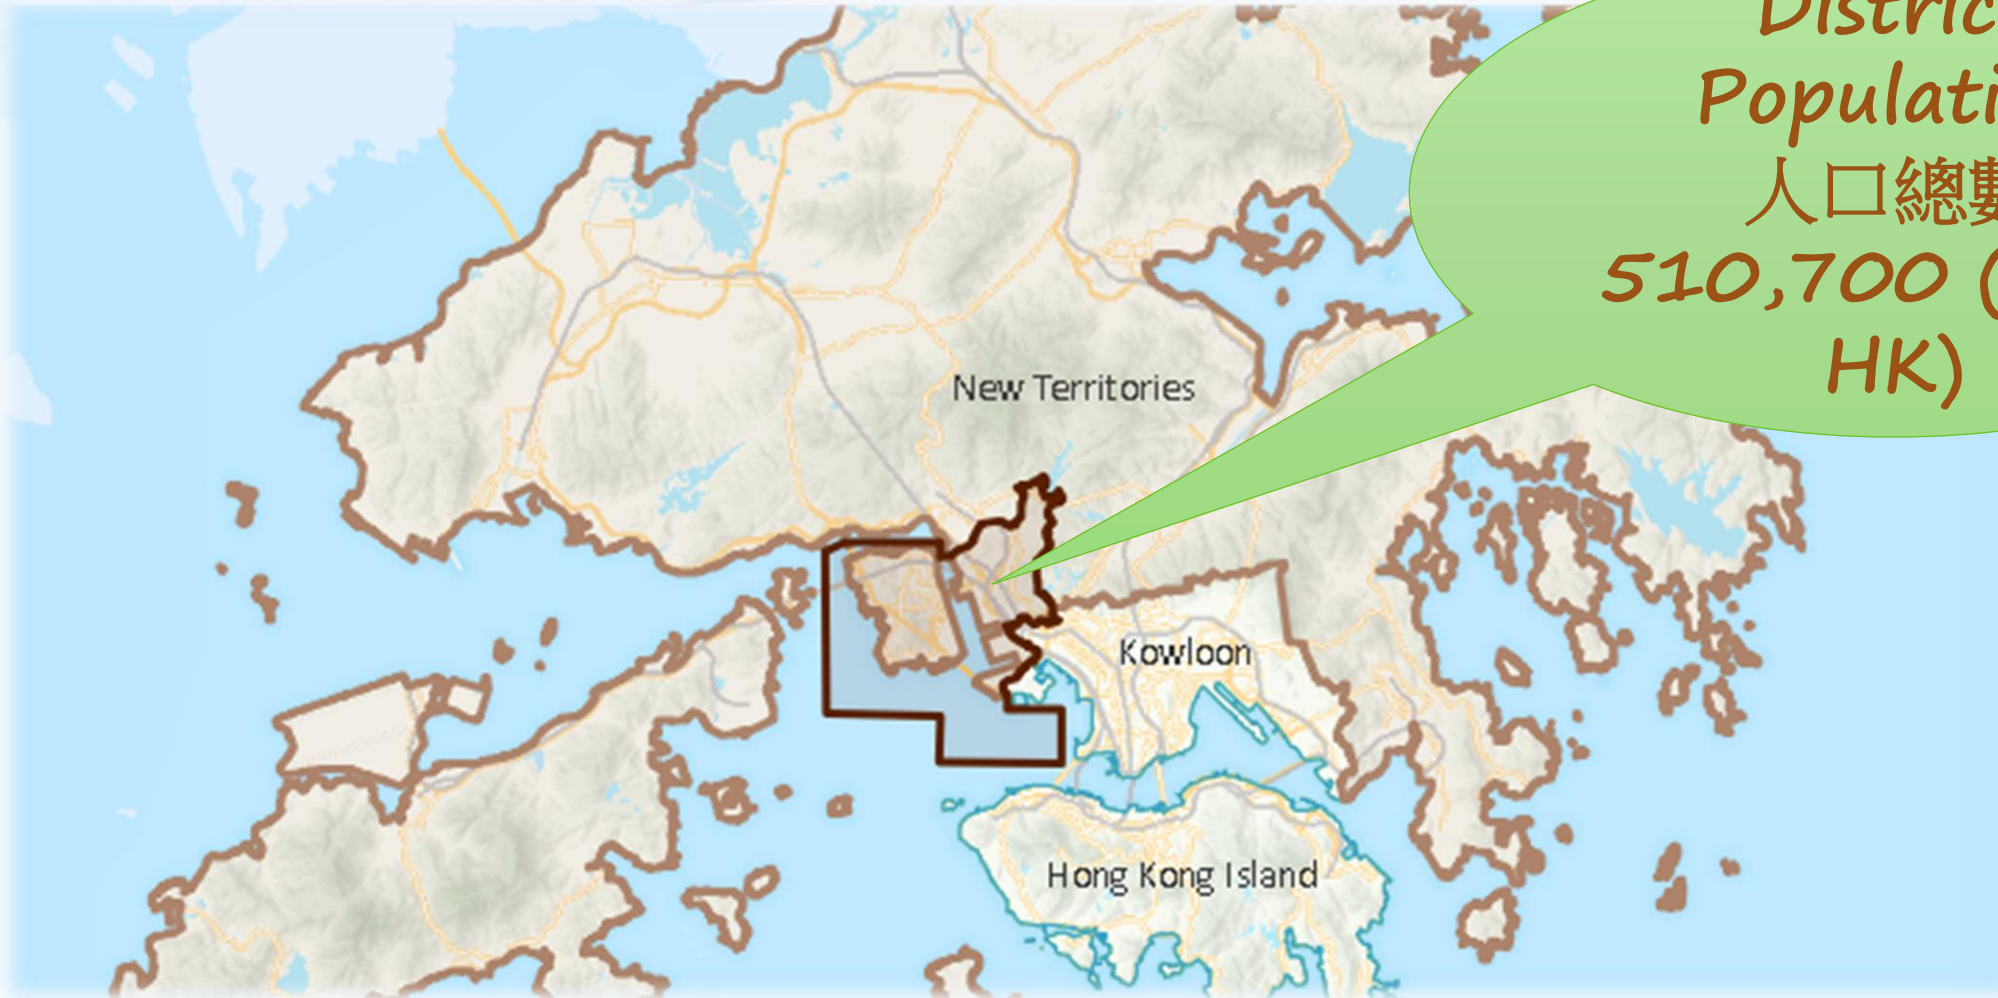 Distric
Populati
人口總數
510,700 (
HK)
New Territories
Kowloon
Hong Kong Island